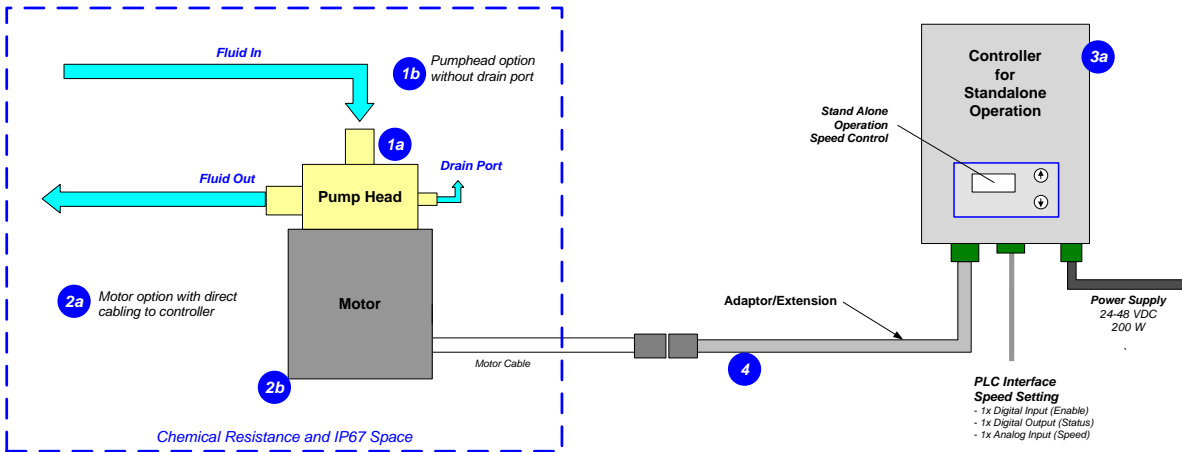 Fluid In
1b
Pumphead option
without drain port
1a
Drain Port
Fluid Out
Pump Head
2a
Motor option with direct
cabling to controller
Motor
2b
Motor Cable
Chemical Resistance and IP67 Space
Controller
for
Standalone
Operation
3a
Stand Alone
Operation
Speed Control
Adaptor/Extension
4
Power Supply
24-48 VDC
200 W
PLC Interface
Speed Setting
- 1x Digital Input (Enable)
- 1x Digital Output (Status)
- 1x Analog Input (Speed)